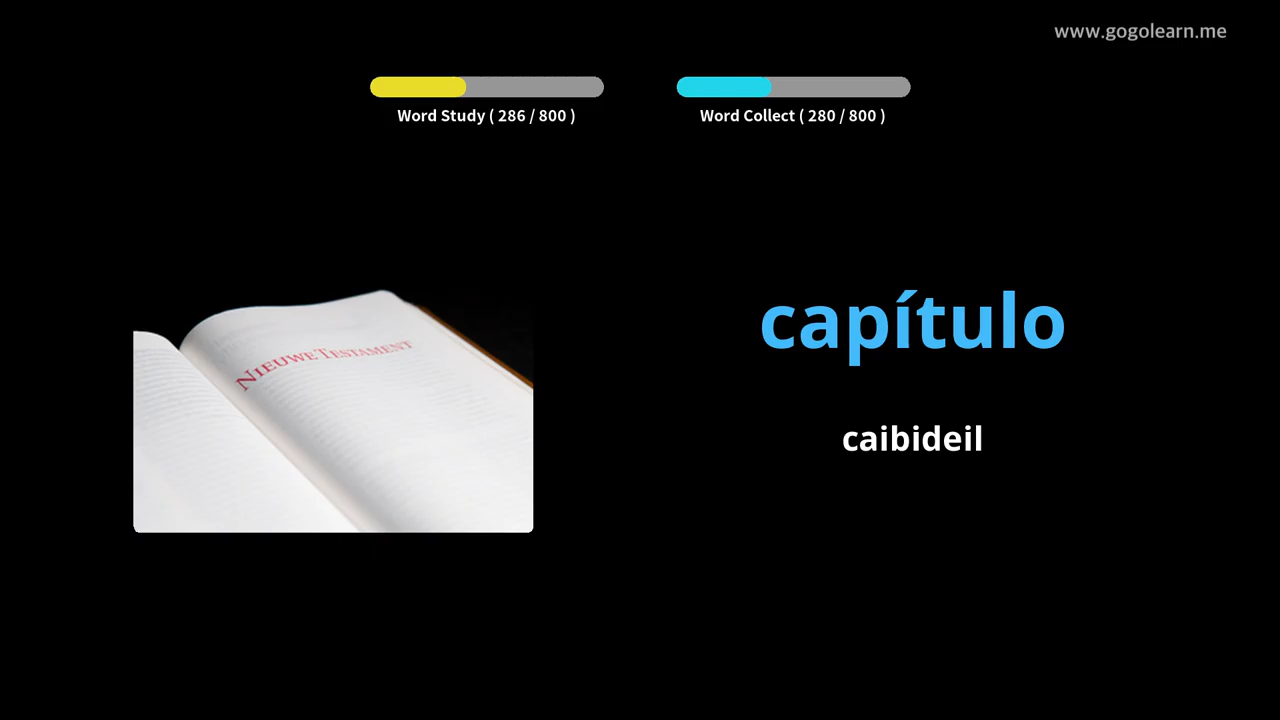 www.gogolearn.me
Word Study ( 286 / 800 )
Word Collect ( 280 / 800 )
NIEUWE TESTAMENT
capítulo
caibideil